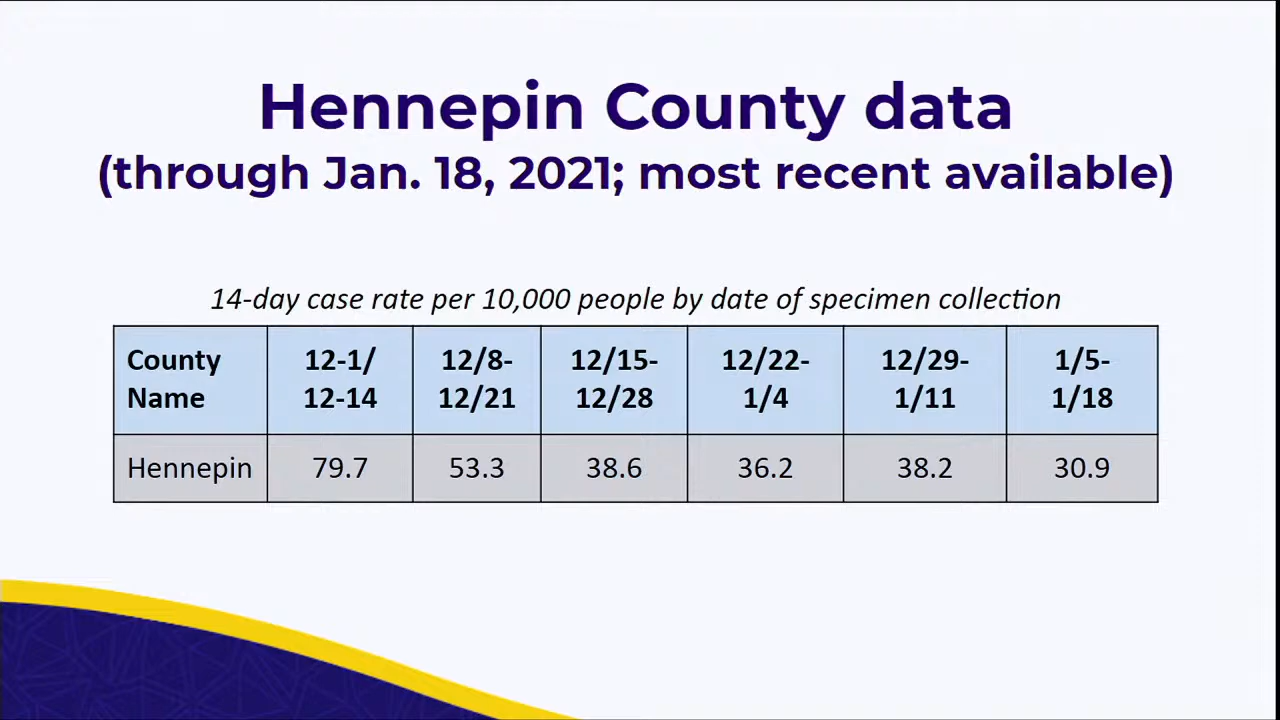 Hennepin County data
(through Jan. 18, 2021; most recent available)
14-day case rate per 10,000 people by date of specimen collection
County Name 12-1/12-14 12/8-12/21 12/15-12/28 12/22-1/4 12/29-1/11 1/5-1/18
Hennepin 79.7 53.3 38.6 36.2 38.2 30.9